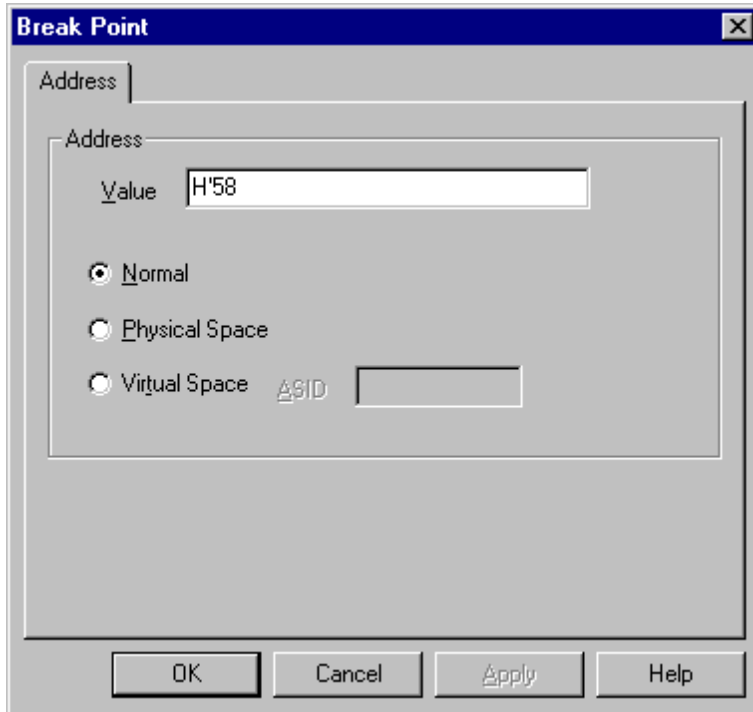 Break Point
Address
Address
Value H'58
Normal
Physical Space
Virtual Space ASID
OK Cancel Apply Help